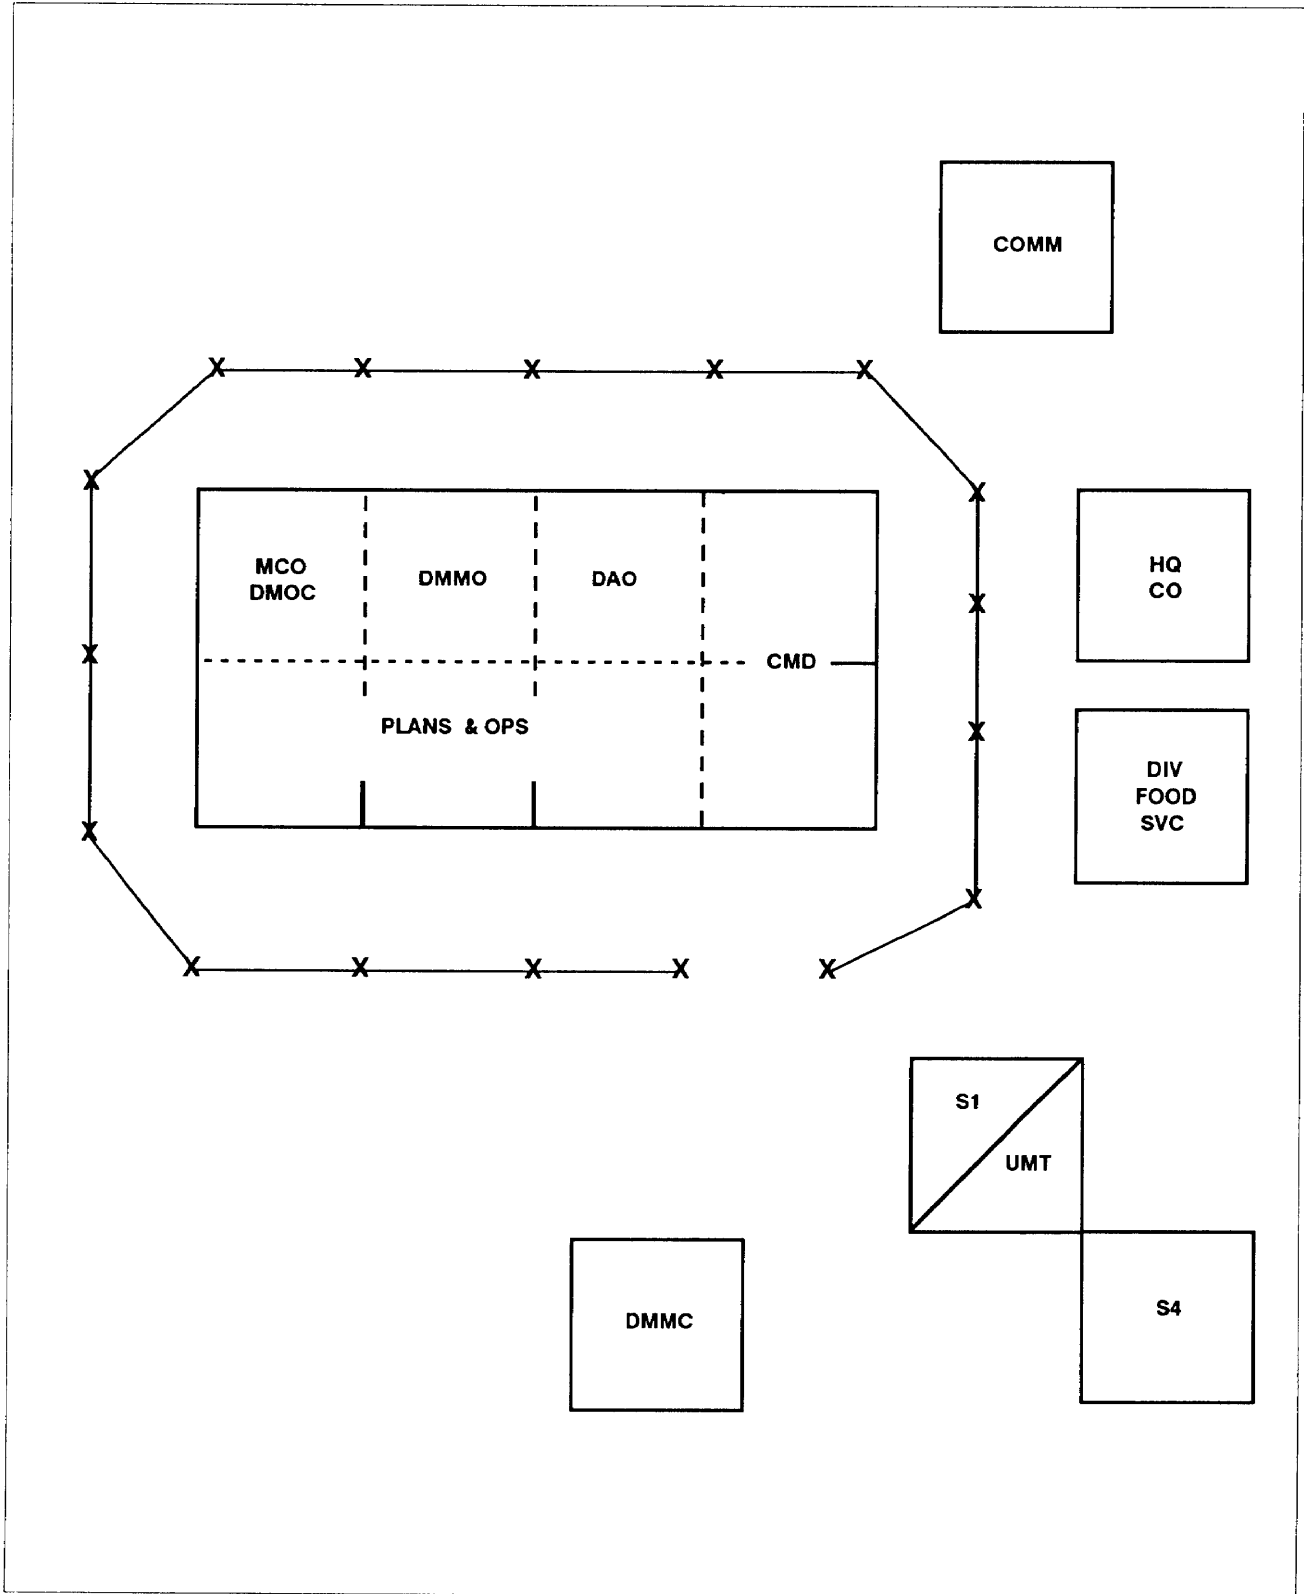 COMM
MCO
DMOC
DMMO
DAO
HQ
CO
CMD
PLANS & OPS
DIV
FOOD
SVC
S1
UMT
S4
DMMC